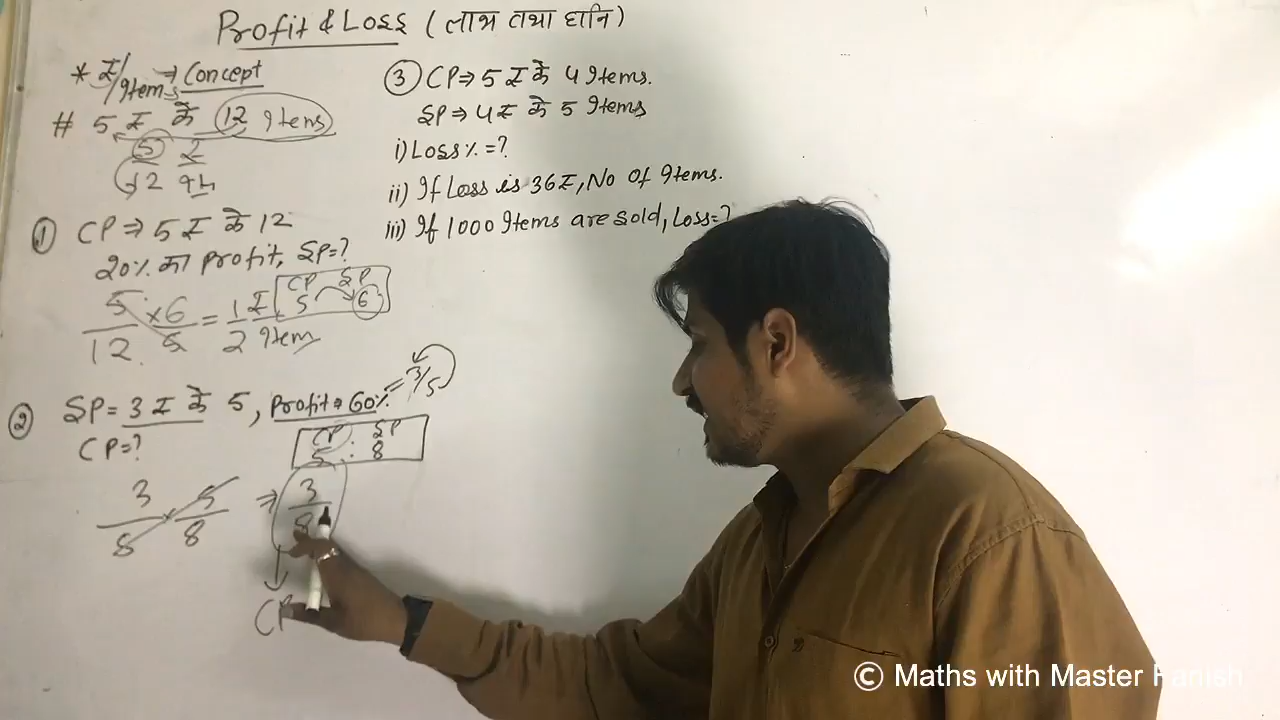 Profit & Loss (लाभ तथा हानि)
* ₹/Items ⇒ Concept
# 5 ₹ के 12 Items
5 ₹
12
① CP ⇒ 5 ₹ के 12
20% का Profit, SP=?
CP SP
5 6
5/12 × 6/5 = 1/2 ₹/Item
② SP = 3 ₹ के 5, Profit = 60% = 3/5
CP=?
CP : SP
5 : 8
3/5 × 5/8 ⇒ 3/8
CP
③ CP ⇒ 5 ₹ के 4 Items.
SP ⇒ 4 ₹ के 5 Items
i) Loss% = ?
ii) If Loss is 36 ₹, No of Items.
iii) If 1000 Items are sold, Loss=?
© Maths with Master Hanish